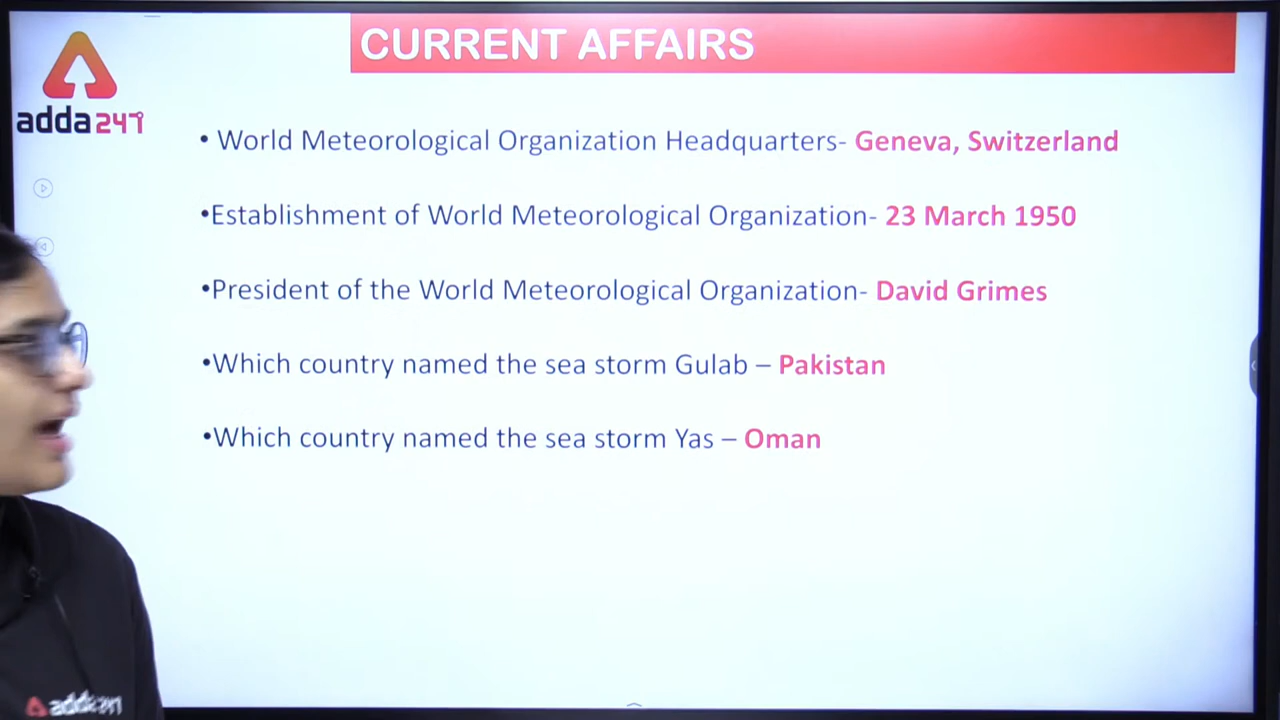 CURRENT AFFAIRS
adda247
• World Meteorological Organization Headquarters- Geneva, Switzerland
•Establishment of World Meteorological Organization- 23 March 1950
•President of the World Meteorological Organization- David Grimes
•Which country named the sea storm Gulab – Pakistan
•Which country named the sea storm Yas – Oman